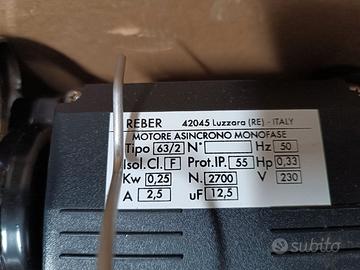 REBER 42045 Luzzara (RE) - ITALY
MOTORE ASINCRONO MONOFASE
Tipo 63/2 N° Hz 50
Isol.Cl. F Prot.IP. 55 Hp 0,33
Kw 0,25 N. 2700 V 230
A 2,5 uF 12,5
subito